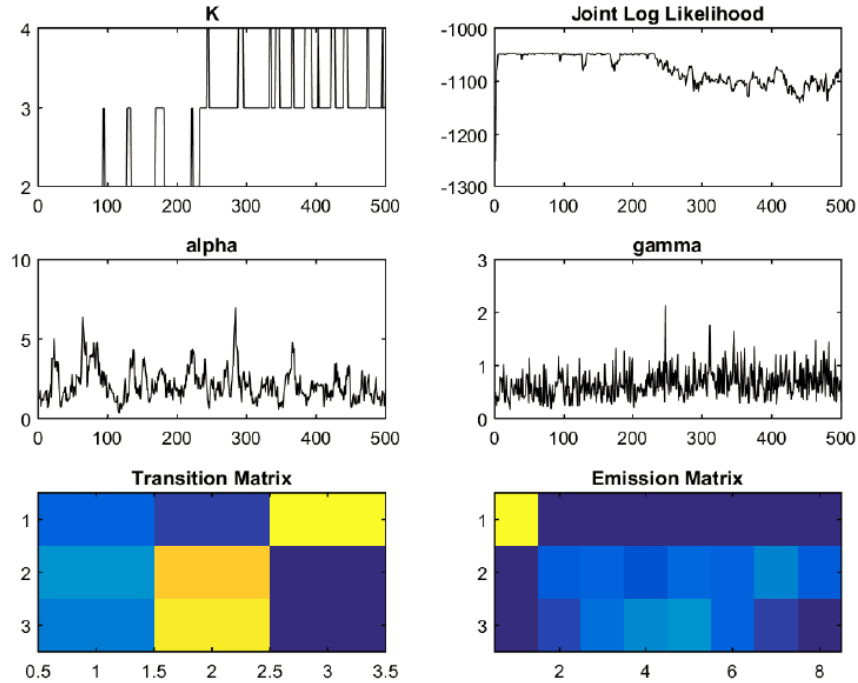 K
4
3
2
0 100 200 300 400 500
Joint Log Likelihood
-1000
-1100
-1200
-1300
0 100 200 300 400 500
alpha
10
5
0
0 100 200 300 400 500
gamma
3
2
1
0
0 100 200 300 400 500
Transition Matrix
1
2
3
0.5 1 1.5 2 2.5 3 3.5
Emission Matrix
1
2
3
2 4 6 8